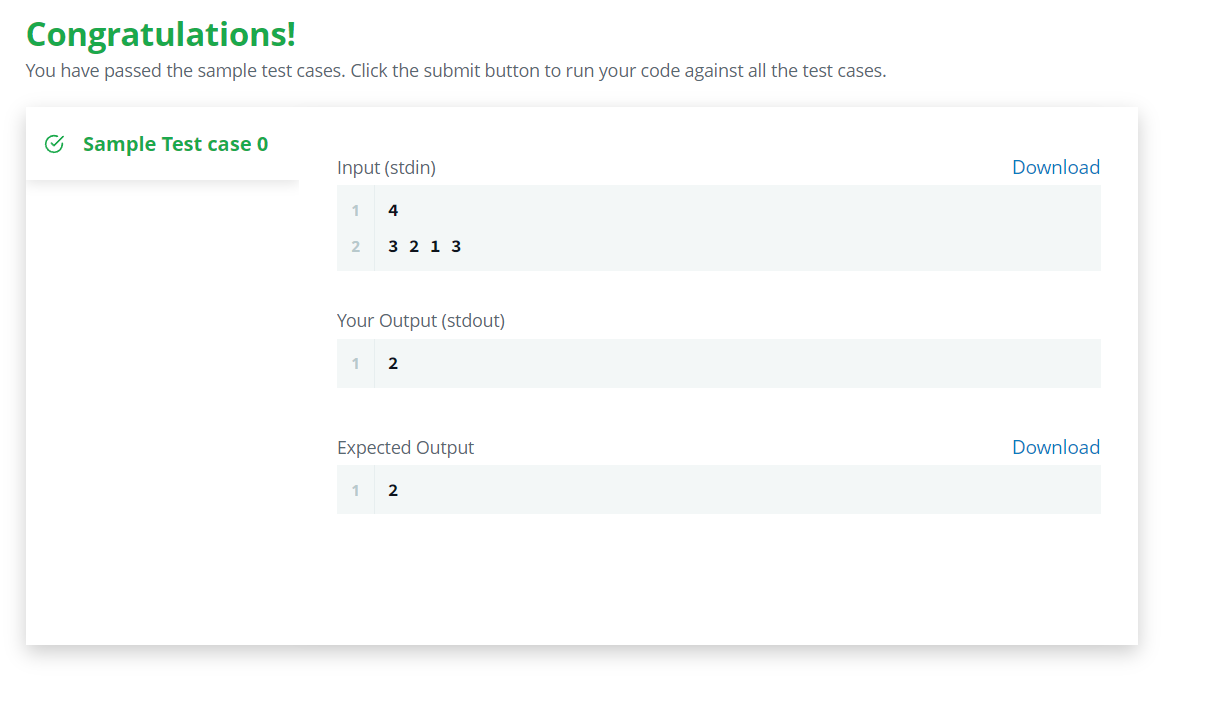 Congratulations!
You have passed the sample test cases. Click the submit button to run your code against all the test cases.
Sample Test case 0
Input (stdin)
Download
1 4
2 3 2 1 3
Your Output (stdout)
1 2
Expected Output
Download
1 2